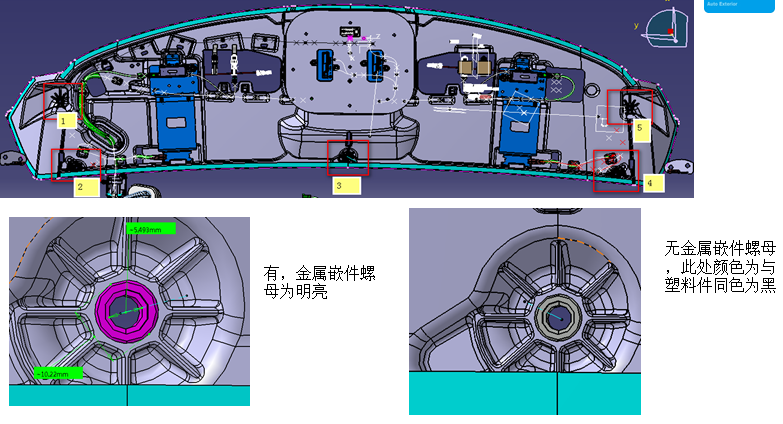 Auto Exterior
y
z
1
5
2
3
4
~5.493mm
~10.22mm
有，金属嵌件螺
母为明亮
无金属嵌件螺母
，此处颜色为与
塑料件同色为黑